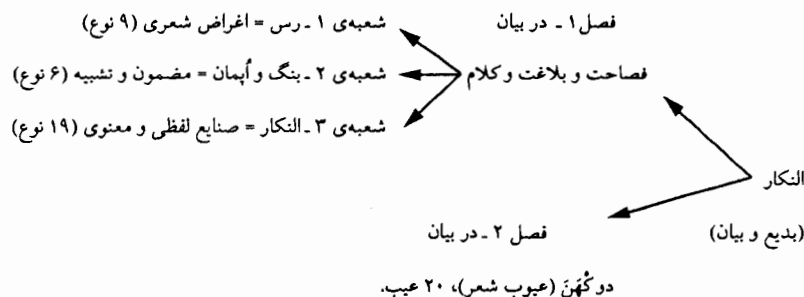 فصل ۱ ـ در بیان
فصاحت و بلاغت و کلام
شعبه‌ی ۱ ـ رس = اغراض شعری (۹ نوع)
شعبه‌ی ۲ ـ بنگ و اُپمان = مضمون و تشبیه (۶ نوع)
شعبه‌ی ۳ ـ النکار = صنایع لفظی و معنوی (۱۹ نوع)
النکار
(بدیع و بیان)
فصل ۲ ـ در بیان
دوکْهَنَ (عیوب شعر)، ۲۰ عیب.